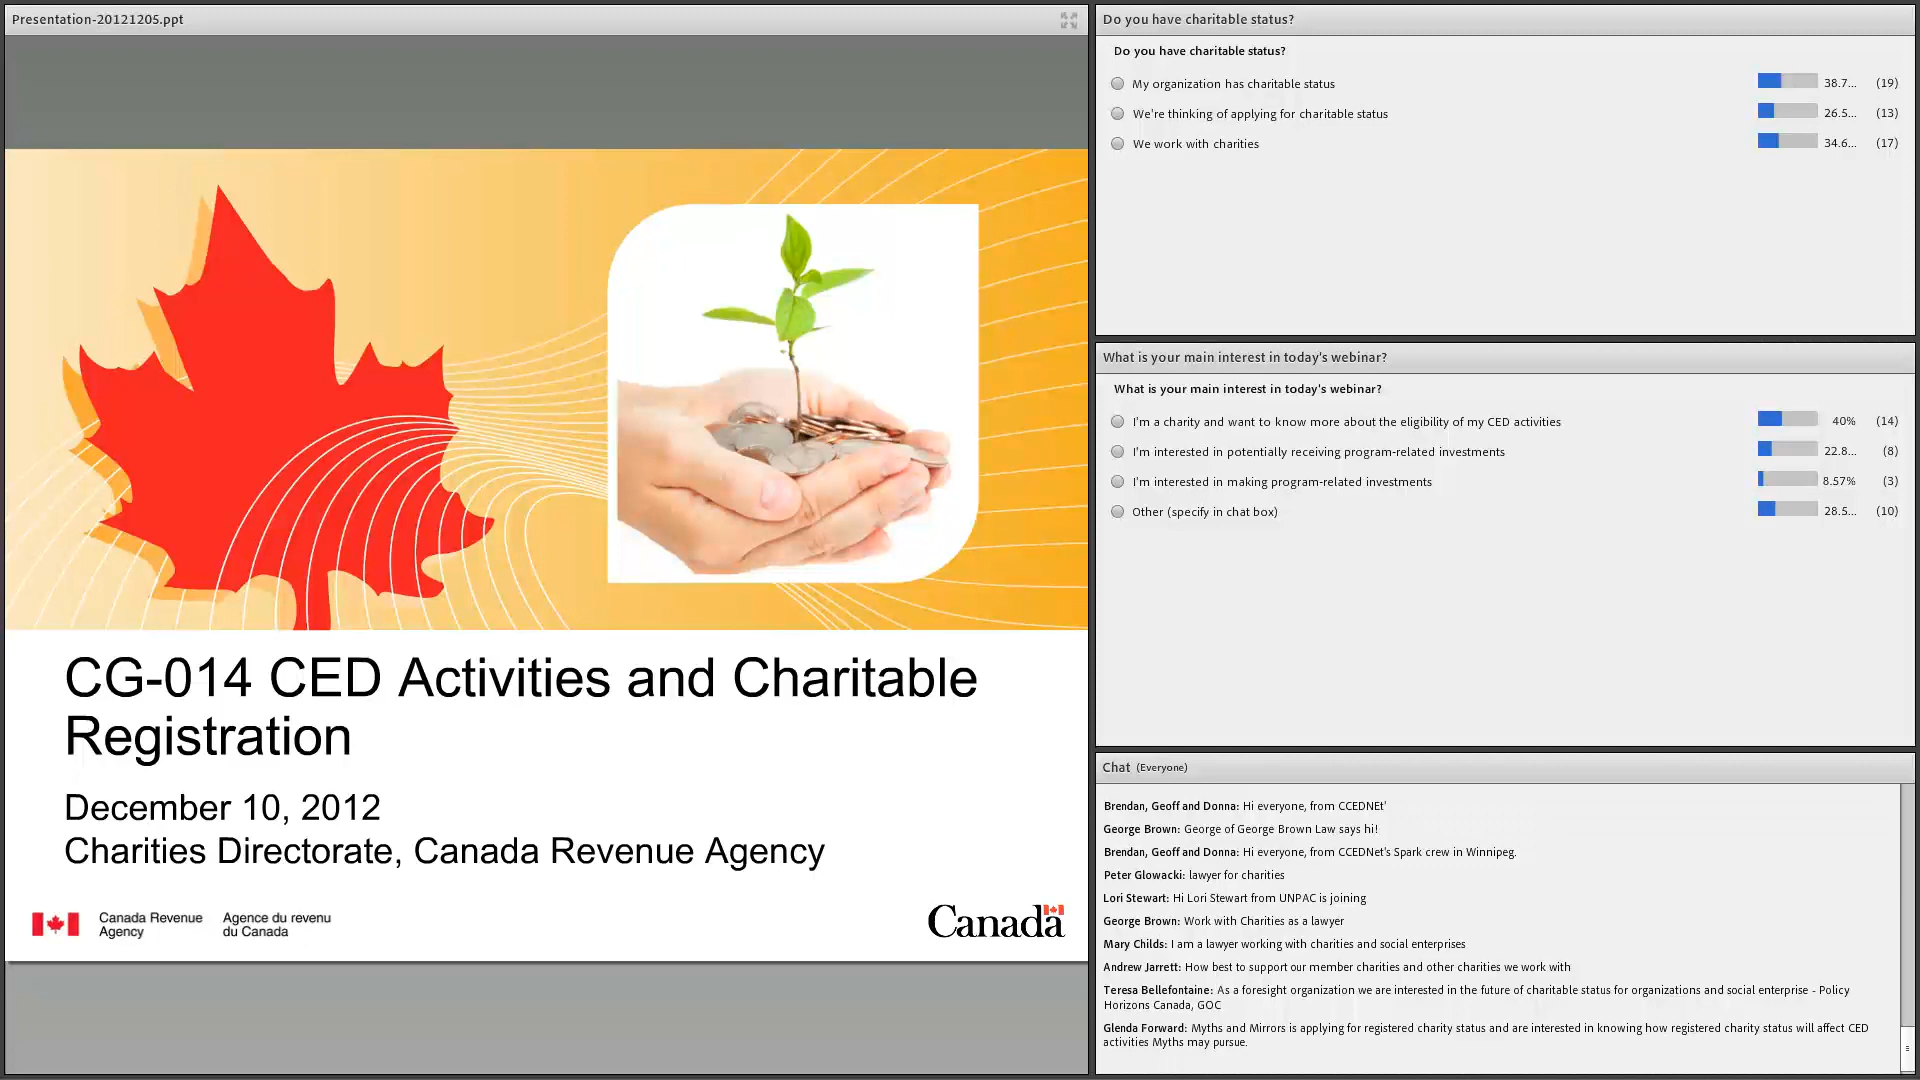 Presentation-20121205.ppt
CG-014 CED Activities and Charitable
Registration
December 10, 2012
Charities Directorate, Canada Revenue Agency
Canada Revenue
Agency
Agence du revenu
du Canada
Canada
Do you have charitable status?
Do you have charitable status?
My organization has charitable status 38.7... (19)
We're thinking of applying for charitable status 26.5... (13)
We work with charities 34.6... (17)
What is your main interest in today's webinar?
What is your main interest in today's webinar?
I'm a charity and want to know more about the eligibility of my CED activities 40% (14)
I'm interested in potentially receiving program-related investments 22.8... (8)
I'm interested in making program-related investments 8.57% (3)
Other (specify in chat box) 28.5... (10)
Chat (Everyone)
Brendan, Geoff and Donna: Hi everyone, from CCEDNEt'
George Brown: George of George Brown Law says hi!
Brendan, Geoff and Donna: Hi everyone, from CCEDNet's Spark crew in Winnipeg.
Peter Glowacki: lawyer for charities
Lori Stewart: Hi Lori Stewart from UNPAC is joining
George Brown: Work with Charities as a lawyer
Mary Childs: I am a lawyer working with charities and social enterprises
Andrew Jarrett: How best to support our member charities and other charities we work with
Teresa Bellefontaine: As a foresight organization we are interested in the future of charitable status for organizations and social enterprise - Policy
Horizons Canada, GOC
Glenda Forward: Myths and Mirrors is applying for registered charity status and are interested in knowing how registered charity status will affect CED
activities Myths may pursue.